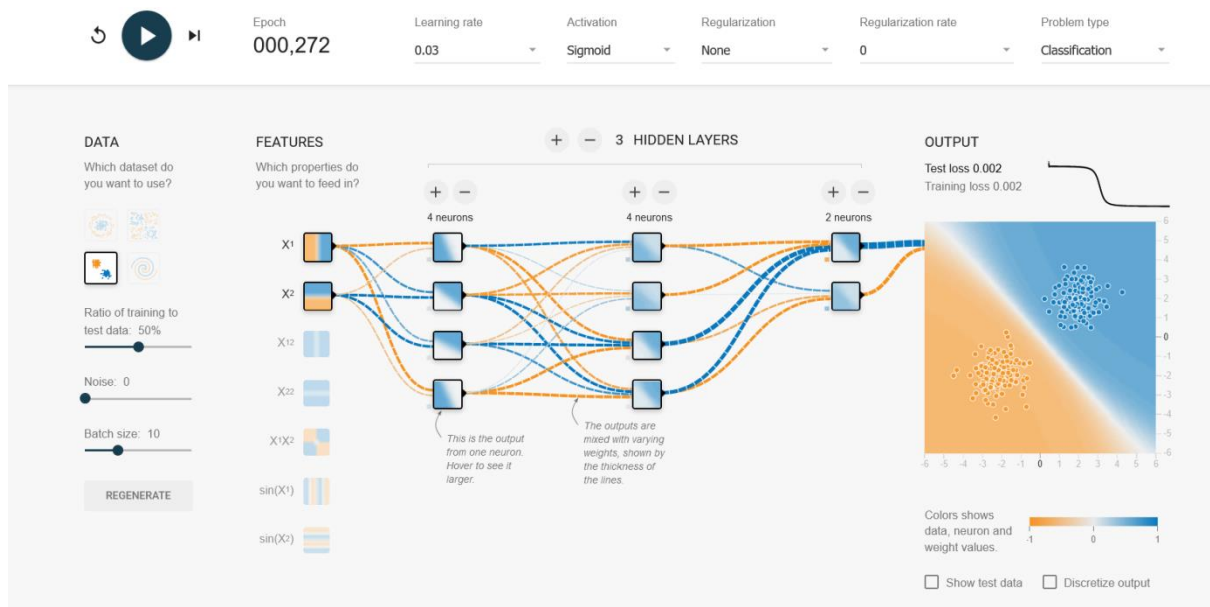 Epoch
000,272
Learning rate
0.03
Activation
Sigmoid
Regularization
None
Regularization rate
0
Problem type
Classification
DATA
Which dataset do
you want to use?
Ratio of training to
test data: 50%
Noise: 0
Batch size: 10
REGENERATE
FEATURES
Which properties do
you want to feed in?
X1
X2
X12
X22
X1X2
sin(X1)
sin(X2)
+ − 3 HIDDEN LAYERS
+ −
4 neurons
+ −
4 neurons
+ −
2 neurons
This is the output
from one neuron.
Hover to see it
larger.
The outputs are
mixed with varying
weights, shown by
the thickness of
the lines.
OUTPUT
Test loss 0.002
Training loss 0.002
6
5
3
2
1
0
-1
-2
-3
-4
-5
-6
-6 -5 -4 -3 -2 -1 0 1 2 3 4 5 6
Colors shows
data, neuron and
weight values.
-1 0 1
Show test data
Discretize output